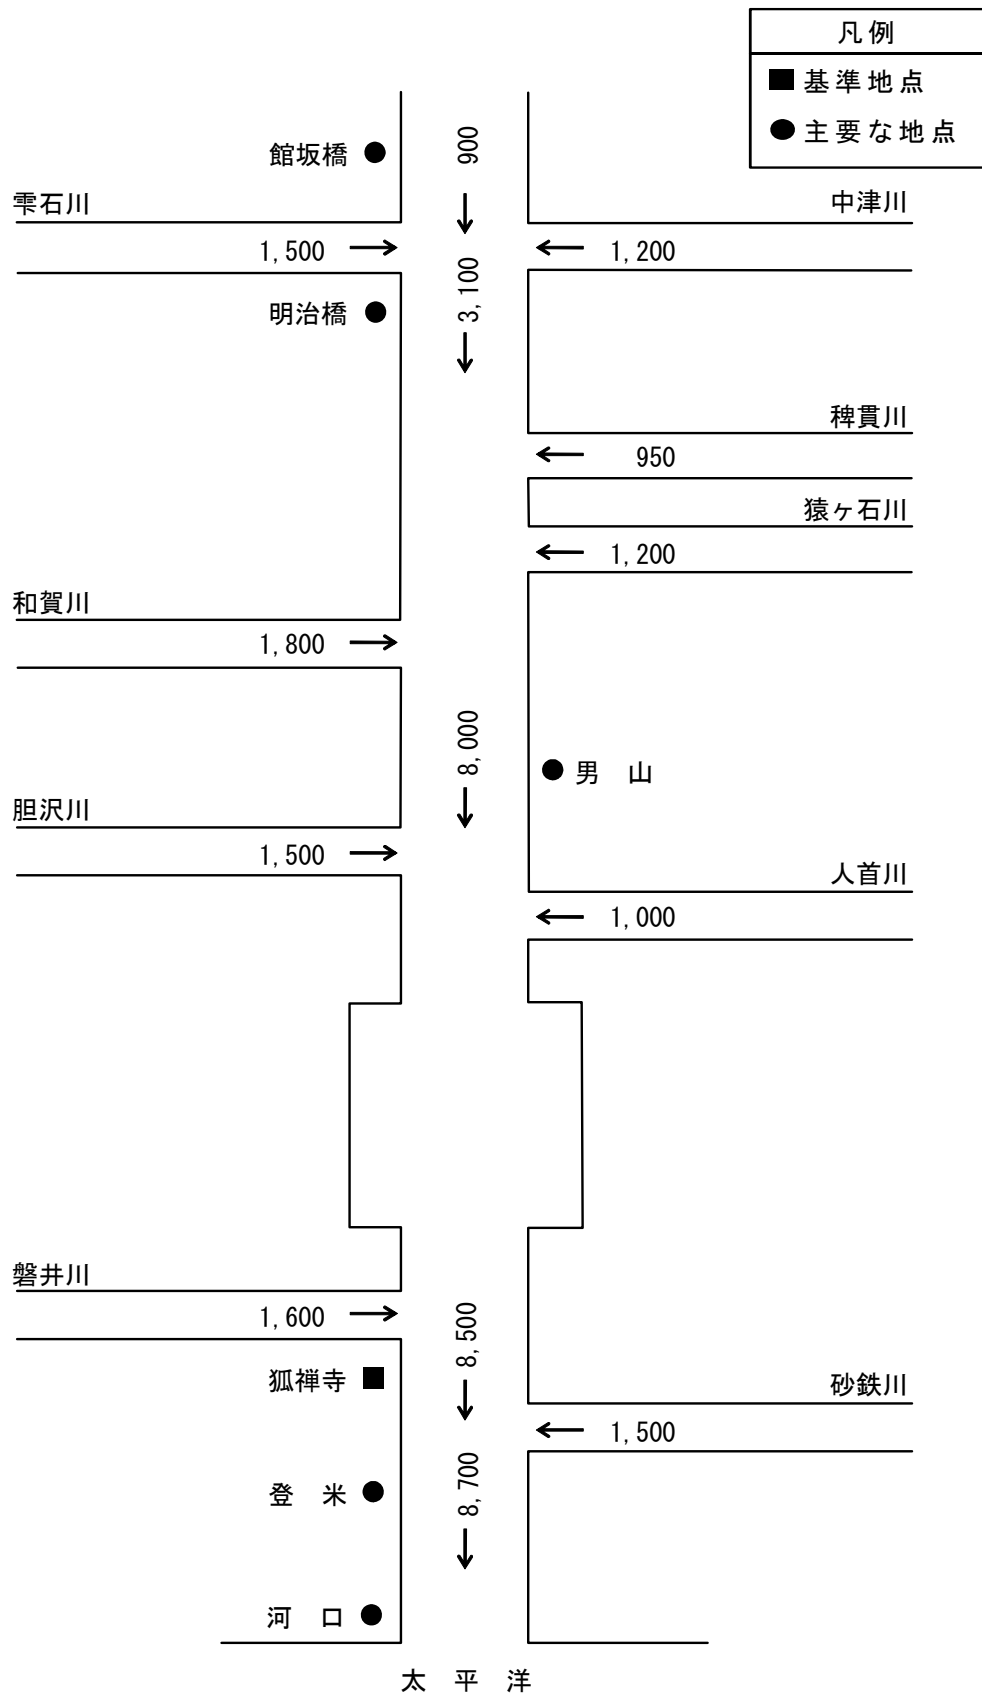 凡例
■ 基準地点
● 主要な地点
館坂橋 ●
900
雫石川
中津川
1,500
1,200
3,100
明治橋 ●
稗貫川
950
猿ヶ石川
1,200
和賀川
1,800
8,000
● 男 山
胆沢川
1,500
人首川
1,000
磐井川
1,600
8,500
狐禅寺 ■
砂鉄川
1,500
8,700
登 米 ●
河 口 ●
太 平 洋